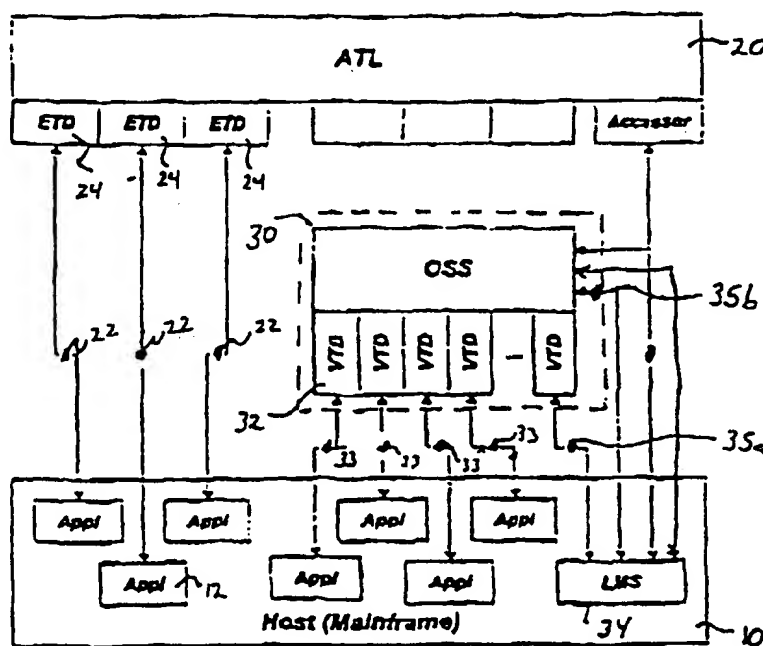 ATL
20
ETD ETD ETD Accessor
24 24 24
30
OSS
35b
22 22 22
VTD VTD VTD VTD – VTD
32
33 33 33 33
35a
Appl Appl Appl Appl
Appl 12 Appl Appl LMS
34
Host (Mainframe)
10